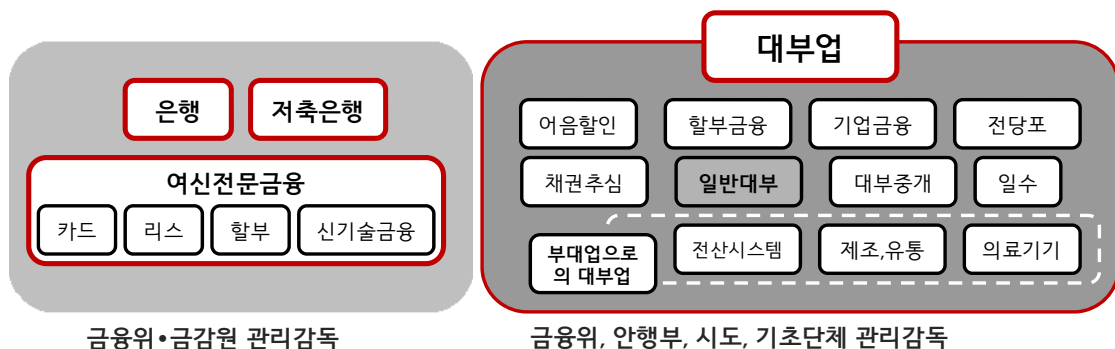 은행
저축은행
여신전문금융
카드
리스
할부
신기술금융
금융위•금감원 관리감독
대부업
어음할인
할부금융
기업금융
전당포
채권추심
일반대부
대부중개
일수
부대업으로
의 대부업
전산시스템
제조,유통
의료기기
금융위, 안행부, 시도, 기초단체 관리감독